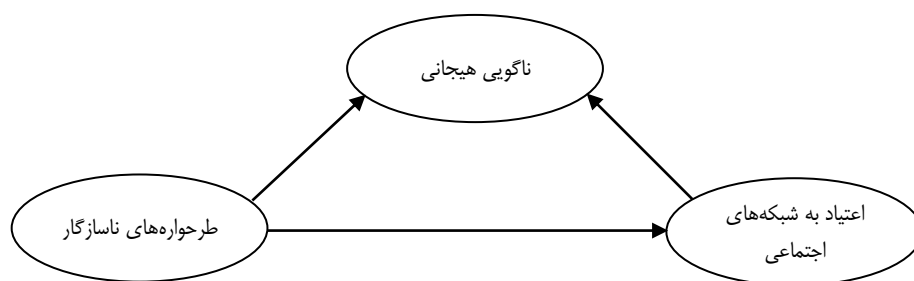 ناگویی هیجانی
طرحواره‌های ناسازگار
اعتیاد به شبکه‌های
اجتماعی